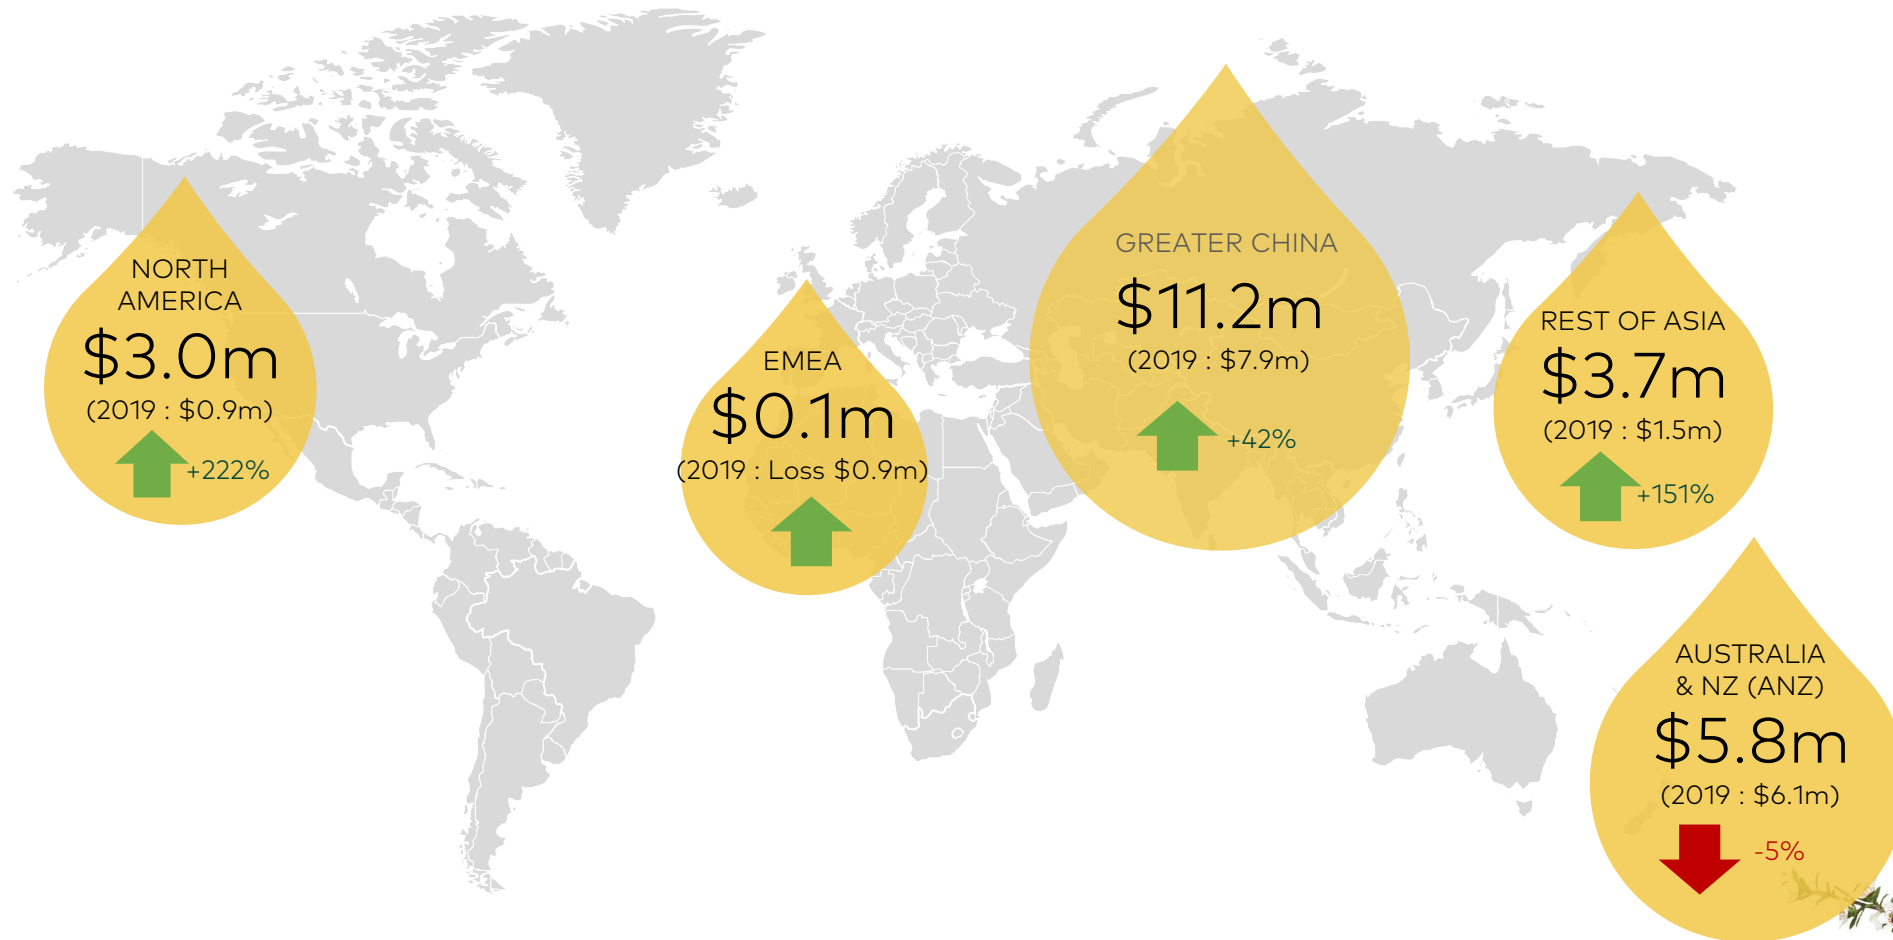 NORTH
AMERICA
$3.0m
(2019 : $0.9m)
+222%
EMEA
$0.1m
(2019 : Loss $0.9m)
GREATER CHINA
$11.2m
(2019 : $7.9m)
+42%
REST OF ASIA
$3.7m
(2019 : $1.5m)
+151%
AUSTRALIA
& NZ (ANZ)
$5.8m
(2019 : $6.1m)
-5%